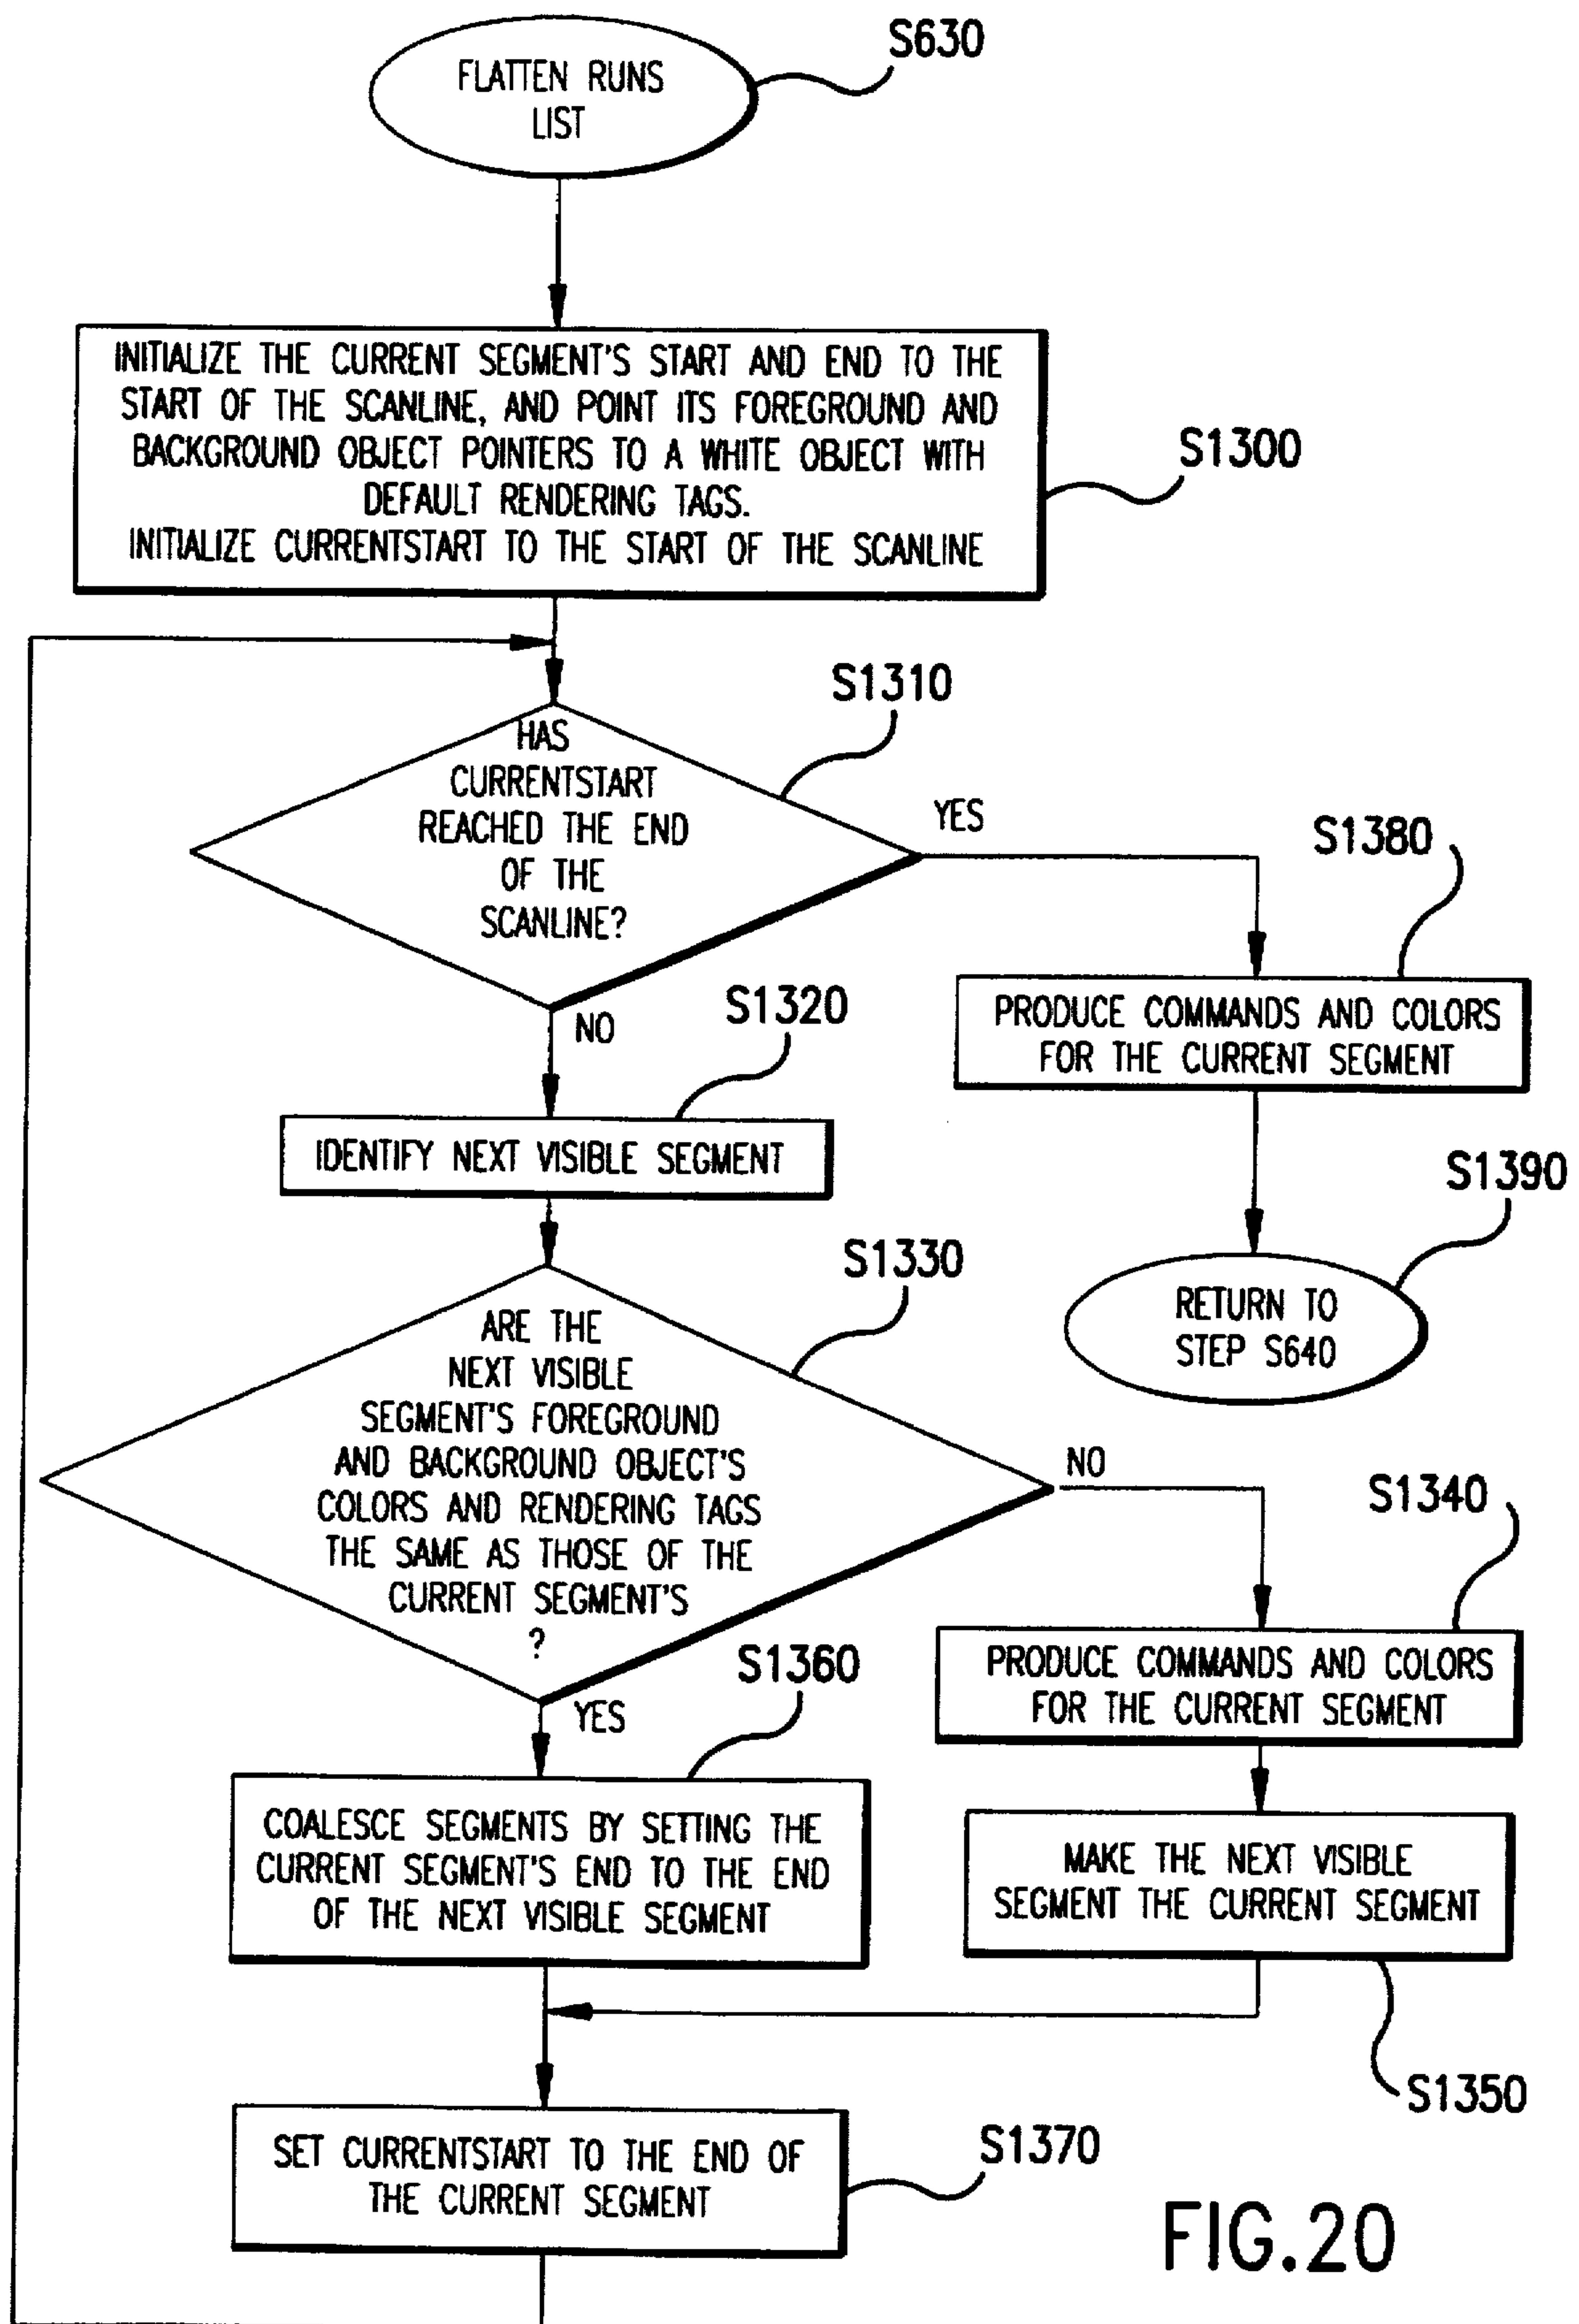 S630
FLATTEN RUNS
LIST
INITIALIZE THE CURRENT SEGMENT'S START AND END TO THE
START OF THE SCANLINE, AND POINT ITS FOREGROUND AND
BACKGROUND OBJECT POINTERS TO A WHITE OBJECT WITH
DEFAULT RENDERING TAGS.
INITIALIZE CURRENTSTART TO THE START OF THE SCANLINE
S1300
S1310
HAS
CURRENTSTART
REACHED THE END
OF THE
SCANLINE?
YES
NO
S1380
PRODUCE COMMANDS AND COLORS
FOR THE CURRENT SEGMENT
S1320
IDENTIFY NEXT VISIBLE SEGMENT
S1390
RETURN TO
STEP S640
S1330
ARE THE
NEXT VISIBLE
SEGMENT'S FOREGROUND
AND BACKGROUND OBJECT'S
COLORS AND RENDERING TAGS
THE SAME AS THOSE OF THE
CURRENT SEGMENT'S
?
NO
YES
S1340
PRODUCE COMMANDS AND COLORS
FOR THE CURRENT SEGMENT
S1360
COALESCE SEGMENTS BY SETTING THE
CURRENT SEGMENT'S END TO THE END
OF THE NEXT VISIBLE SEGMENT
MAKE THE NEXT VISIBLE
SEGMENT THE CURRENT SEGMENT
S1350
SET CURRENTSTART TO THE END OF
THE CURRENT SEGMENT
S1370
FIG.20